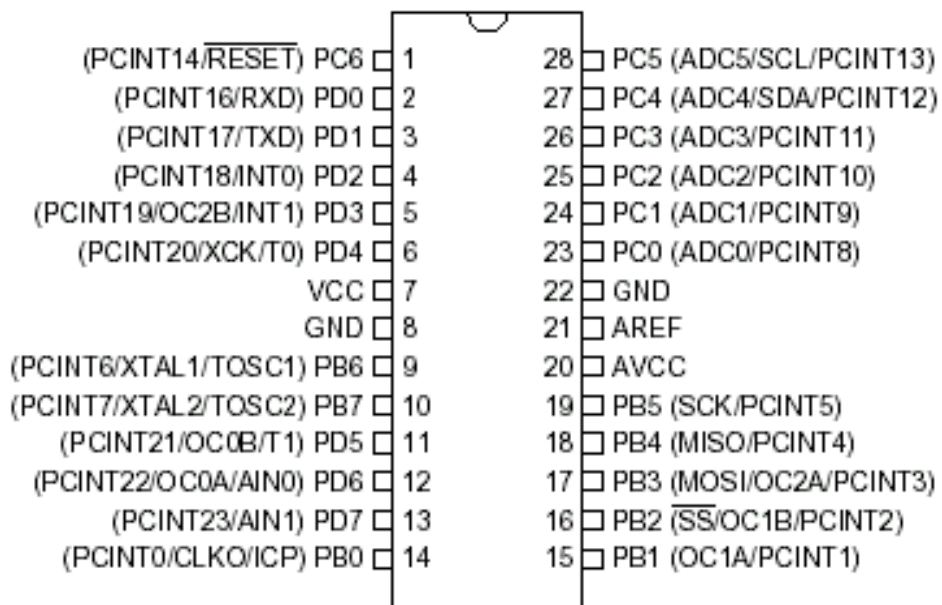 (PCINT14/RESET) PC6 1 28 PC5 (ADC5/SCL/PCINT13)
(PCINT16/RXD) PD0 2 27 PC4 (ADC4/SDA/PCINT12)
(PCINT17/TXD) PD1 3 26 PC3 (ADC3/PCINT11)
(PCINT18/INT0) PD2 4 25 PC2 (ADC2/PCINT10)
(PCINT19/OC2B/INT1) PD3 5 24 PC1 (ADC1/PCINT9)
(PCINT20/XCK/T0) PD4 6 23 PC0 (ADC0/PCINT8)
VCC 7 22 GND
GND 8 21 AREF
(PCINT6/XTAL1/TOSC1) PB6 9 20 AVCC
(PCINT7/XTAL2/TOSC2) PB7 10 19 PB5 (SCK/PCINT5)
(PCINT21/OC0B/T1) PD5 11 18 PB4 (MISO/PCINT4)
(PCINT22/OC0A/AIN0) PD6 12 17 PB3 (MOSI/OC2A/PCINT3)
(PCINT23/AIN1) PD7 13 16 PB2 (SS/OC1B/PCINT2)
(PCINT0/CLKO/ICP) PB0 14 15 PB1 (OC1A/PCINT1)